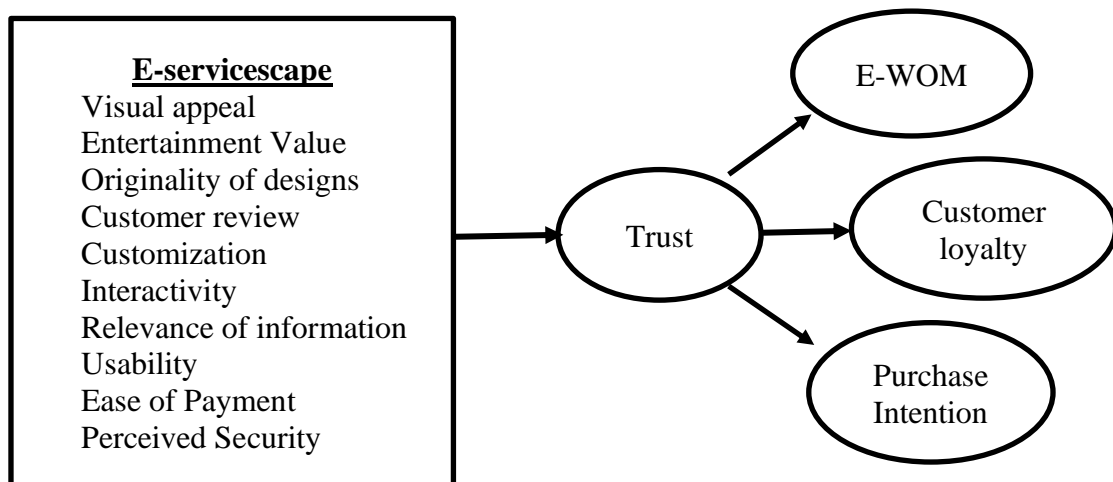 E-servicescape
Visual appeal
Entertainment Value
Originality of designs
Customer review
Customization
Interactivity
Relevance of information
Usability
Ease of Payment
Perceived Security
Trust
E-WOM
Customer
loyalty
Purchase
Intention